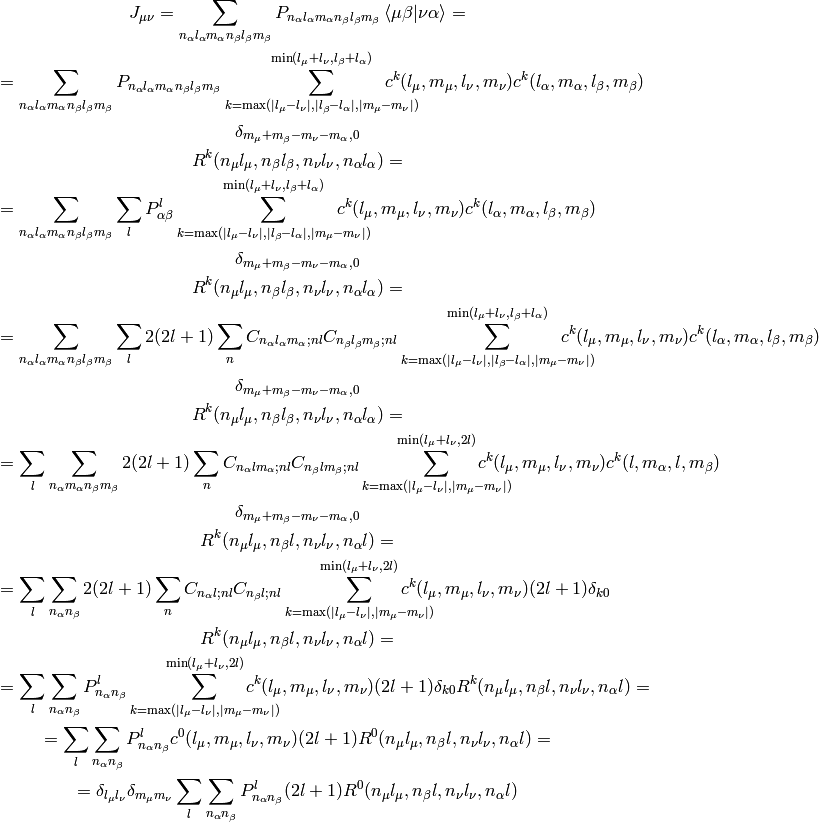 J_{\mu\nu} = \sum_{n_\alpha l_\alpha m_\alpha n_\beta l_\beta m_\beta} P_{n_\alpha l_\alpha m_\alpha n_\beta l_\beta m_\beta} \langle \mu\beta|\nu\alpha \rangle =
= \sum_{n_\alpha l_\alpha m_\alpha n_\beta l_\beta m_\beta} P_{n_\alpha l_\alpha m_\alpha n_\beta l_\beta m_\beta} \sum_{k=\max(|l_\mu-l_\nu|,|l_\beta-l_\alpha|,|m_\mu-m_\nu|)}^{\min(l_\mu+l_\nu,l_\beta+l_\alpha)} c^k(l_\mu, m_\mu, l_\nu, m_\nu) c^k(l_\alpha, m_\alpha, l_\beta, m_\beta)
\delta_{m_\mu+m_\beta-m_\nu-m_\alpha,0}
R^k(n_\mu l_\mu, n_\beta l_\beta, n_\nu l_\nu, n_\alpha l_\alpha) =
= \sum_{n_\alpha l_\alpha m_\alpha n_\beta l_\beta m_\beta} \sum_l P^l_{\alpha\beta} \sum_{k=\max(|l_\mu-l_\nu|,|l_\beta-l_\alpha|,|m_\mu-m_\nu|)}^{\min(l_\mu+l_\nu,l_\beta+l_\alpha)} c^k(l_\mu, m_\mu, l_\nu, m_\nu) c^k(l_\alpha, m_\alpha, l_\beta, m_\beta)
\delta_{m_\mu+m_\beta-m_\nu-m_\alpha,0}
R^k(n_\mu l_\mu, n_\beta l_\beta, n_\nu l_\nu, n_\alpha l_\alpha) =
= \sum_{n_\alpha l_\alpha m_\alpha n_\beta l_\beta m_\beta} \sum_l 2(2l+1) \sum_n C_{n_\alpha l_\alpha m_\alpha;nl} C_{n_\beta l_\beta m_\beta;nl} \sum_{k=\max(|l_\mu-l_\nu|,|l_\beta-l_\alpha|,|m_\mu-m_\nu|)}^{\min(l_\mu+l_\nu,l_\beta+l_\alpha)} c^k(l_\mu, m_\mu, l_\nu, m_\nu) c^k(l_\alpha, m_\alpha, l_\beta, m_\beta)
\delta_{m_\mu+m_\beta-m_\nu-m_\alpha,0}
R^k(n_\mu l_\mu, n_\beta l_\beta, n_\nu l_\nu, n_\alpha l_\alpha) =
= \sum_l \sum_{n_\alpha m_\alpha n_\beta m_\beta} 2(2l+1) \sum_n C_{n_\alpha l m_\alpha;nl} C_{n_\beta l m_\beta;nl} \sum_{k=\max(|l_\mu-l_\nu|,|m_\mu-m_\nu|)}^{\min(l_\mu+l_\nu,2l)} c^k(l_\mu, m_\mu, l_\nu, m_\nu) c^k(l, m_\alpha, l, m_\beta)
\delta_{m_\mu+m_\beta-m_\nu-m_\alpha,0}
R^k(n_\mu l_\mu, n_\beta l, n_\nu l_\nu, n_\alpha l) =
= \sum_l \sum_{n_\alpha n_\beta} 2(2l+1) \sum_n C_{n_\alpha l;nl} C_{n_\beta l;nl} \sum_{k=\max(|l_\mu-l_\nu|,|m_\mu-m_\nu|)}^{\min(l_\mu+l_\nu,2l)} c^k(l_\mu, m_\mu, l_\nu, m_\nu)(2l+1)\delta_{k0}
R^k(n_\mu l_\mu, n_\beta l, n_\nu l_\nu, n_\alpha l) =
= \sum_l \sum_{n_\alpha n_\beta} P^l_{n_\alpha n_\beta} \sum_{k=\max(|l_\mu-l_\nu|,|m_\mu-m_\nu|)}^{\min(l_\mu+l_\nu,2l)} c^k(l_\mu, m_\mu, l_\nu, m_\nu)(2l+1)\delta_{k0} R^k(n_\mu l_\mu, n_\beta l, n_\nu l_\nu, n_\alpha l) =
= \sum_l \sum_{n_\alpha n_\beta} P^l_{n_\alpha n_\beta} c^0(l_\mu, m_\mu, l_\nu, m_\nu)(2l+1) R^0(n_\mu l_\mu, n_\beta l, n_\nu l_\nu, n_\alpha l) =
= \delta_{l_\mu l_\nu} \delta_{m_\mu m_\nu} \sum_l \sum_{n_\alpha n_\beta} P^l_{n_\alpha n_\beta} (2l+1) R^0(n_\mu l_\mu, n_\beta l, n_\nu l_\nu, n_\alpha l)